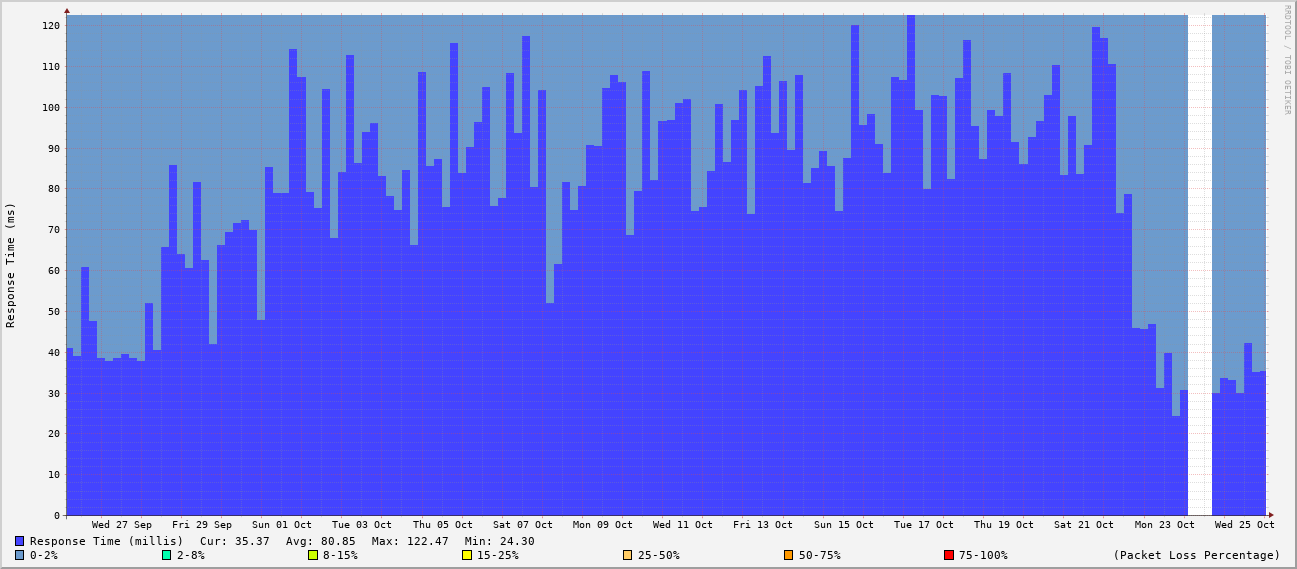 RRDTOOL / TOBI OETIKER
Response Time (ms)
120
110
100
90
80
70
60
50
40
30
20
10
0
Wed 27 Sep Fri 29 Sep Sun 01 Oct Tue 03 Oct Thu 05 Oct Sat 07 Oct Mon 09 Oct Wed 11 Oct Fri 13 Oct Sun 15 Oct Tue 17 Oct Thu 19 Oct Sat 21 Oct Mon 23 Oct Wed 25 Oct
Response Time (millis) Cur: 35.37 Avg: 80.85 Max: 122.47 Min: 24.30
0-2% 2-8% 8-15% 15-25% 25-50% 50-75% 75-100% (Packet Loss Percentage)